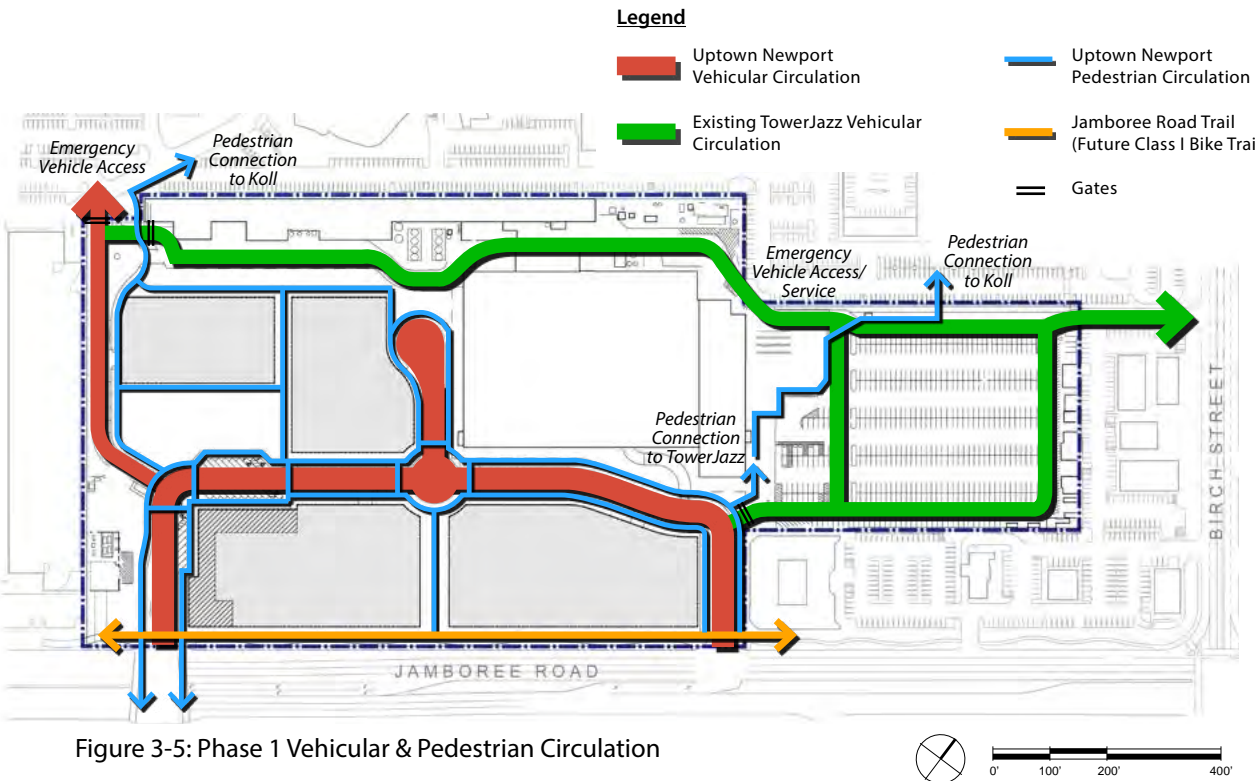 Legend
Uptown Newport
Vehicular Circulation
Uptown Newport
Pedestrian Circulation
Existing TowerJazz Vehicular
Circulation
Jamboree Road Trail
(Future Class I Bike Trai
Gates
Emergency
Vehicle Access
Pedestrian
Connection
to Koll
Emergency
Vehicle Access/
Service
Pedestrian
Connection
to Koll
Pedestrian
Connection
to TowerJazz
BIRCH STREET
JAMBOREE ROAD
Figure 3-5: Phase 1 Vehicular & Pedestrian Circulation
0' 100' 200' 400'